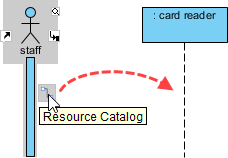 : card reader
staff
Resource Catalog